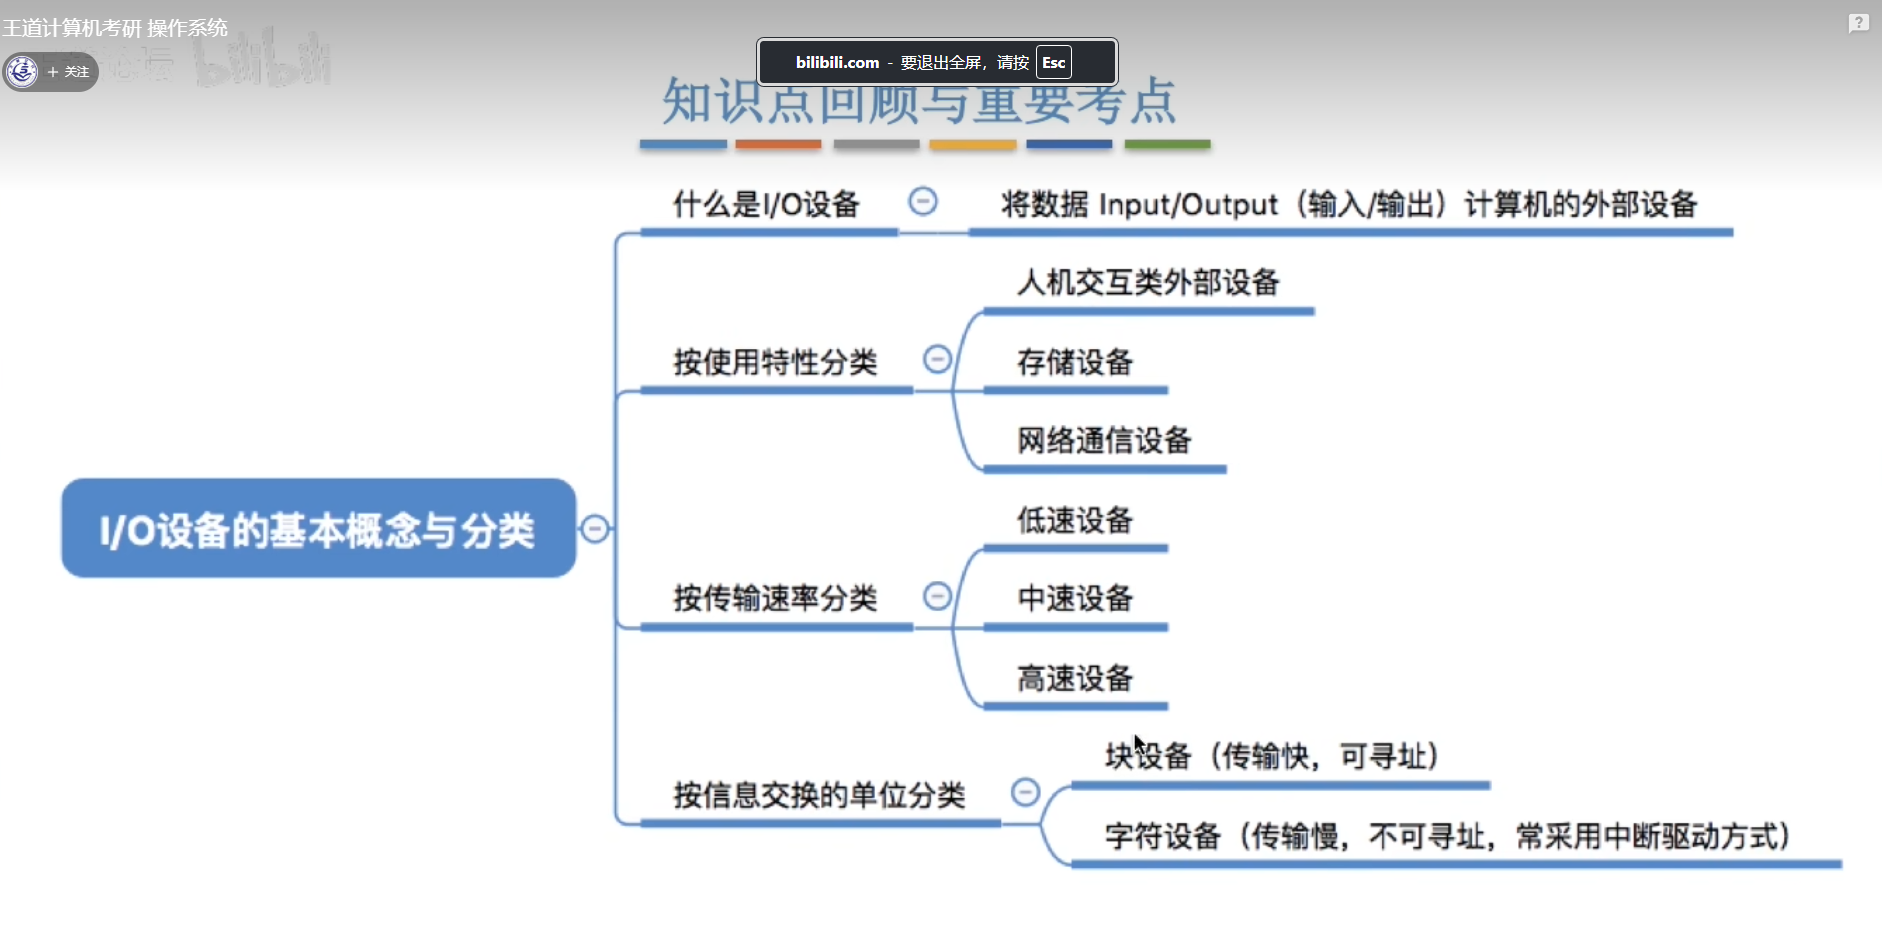 王道计算机考研 操作系统
bilibili
+ 关注
bilibili.com - 要退出全屏，请按 Esc
知识点回顾与重要考点
什么是I/O设备
将数据 Input/Output（输入/输出）计算机的外部设备
人机交互类外部设备
按使用特性分类
存储设备
网络通信设备
I/O设备的基本概念与分类
低速设备
按传输速率分类
中速设备
高速设备
块设备（传输快，可寻址）
按信息交换的单位分类
字符设备（传输慢，不可寻址，常采用中断驱动方式）